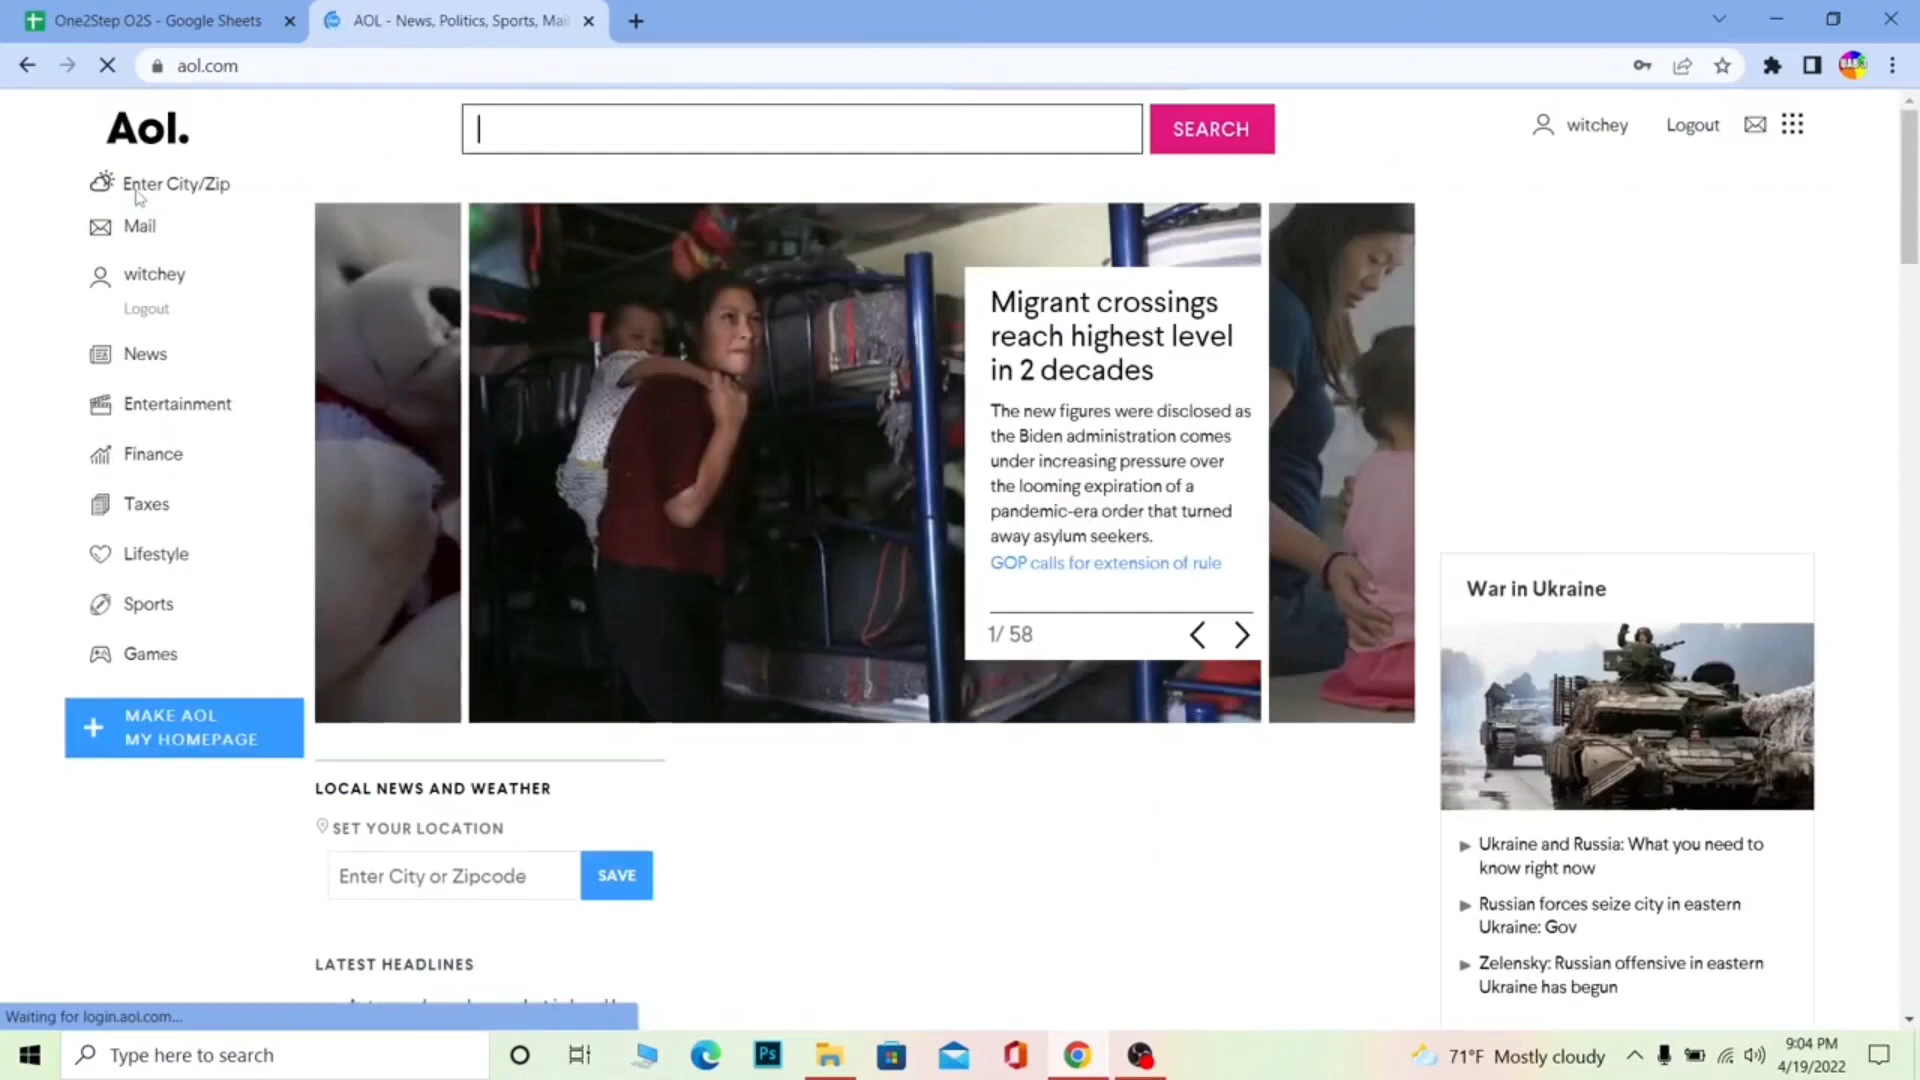 One2Step O2S - Google Sheets
AOL - News, Politics, Sports, Mail
aol.com
Aol.
SEARCH
witchey
Logout
Enter City/Zip
Mail
witchey
Logout
News
Entertainment
Finance
Taxes
Lifestyle
Sports
Games
MAKE AOL
MY HOMEPAGE
Migrant crossings
reach highest level
in 2 decades
The new figures were disclosed as
the Biden administration comes
under increasing pressure over
the looming expiration of a
pandemic-era order that turned
away asylum seekers.
GOP calls for extension of rule
1/ 58
War in Ukraine
Ukraine and Russia: What you need to
know right now
Russian forces seize city in eastern
Ukraine: Gov
Zelensky: Russian offensive in eastern
Ukraine has begun
LOCAL NEWS AND WEATHER
SET YOUR LOCATION
Enter City or Zipcode
SAVE
LATEST HEADLINES
Waiting for login.aol.com...
Type here to search
Ps
71°F Mostly cloudy
9:04 PM
4/19/2022